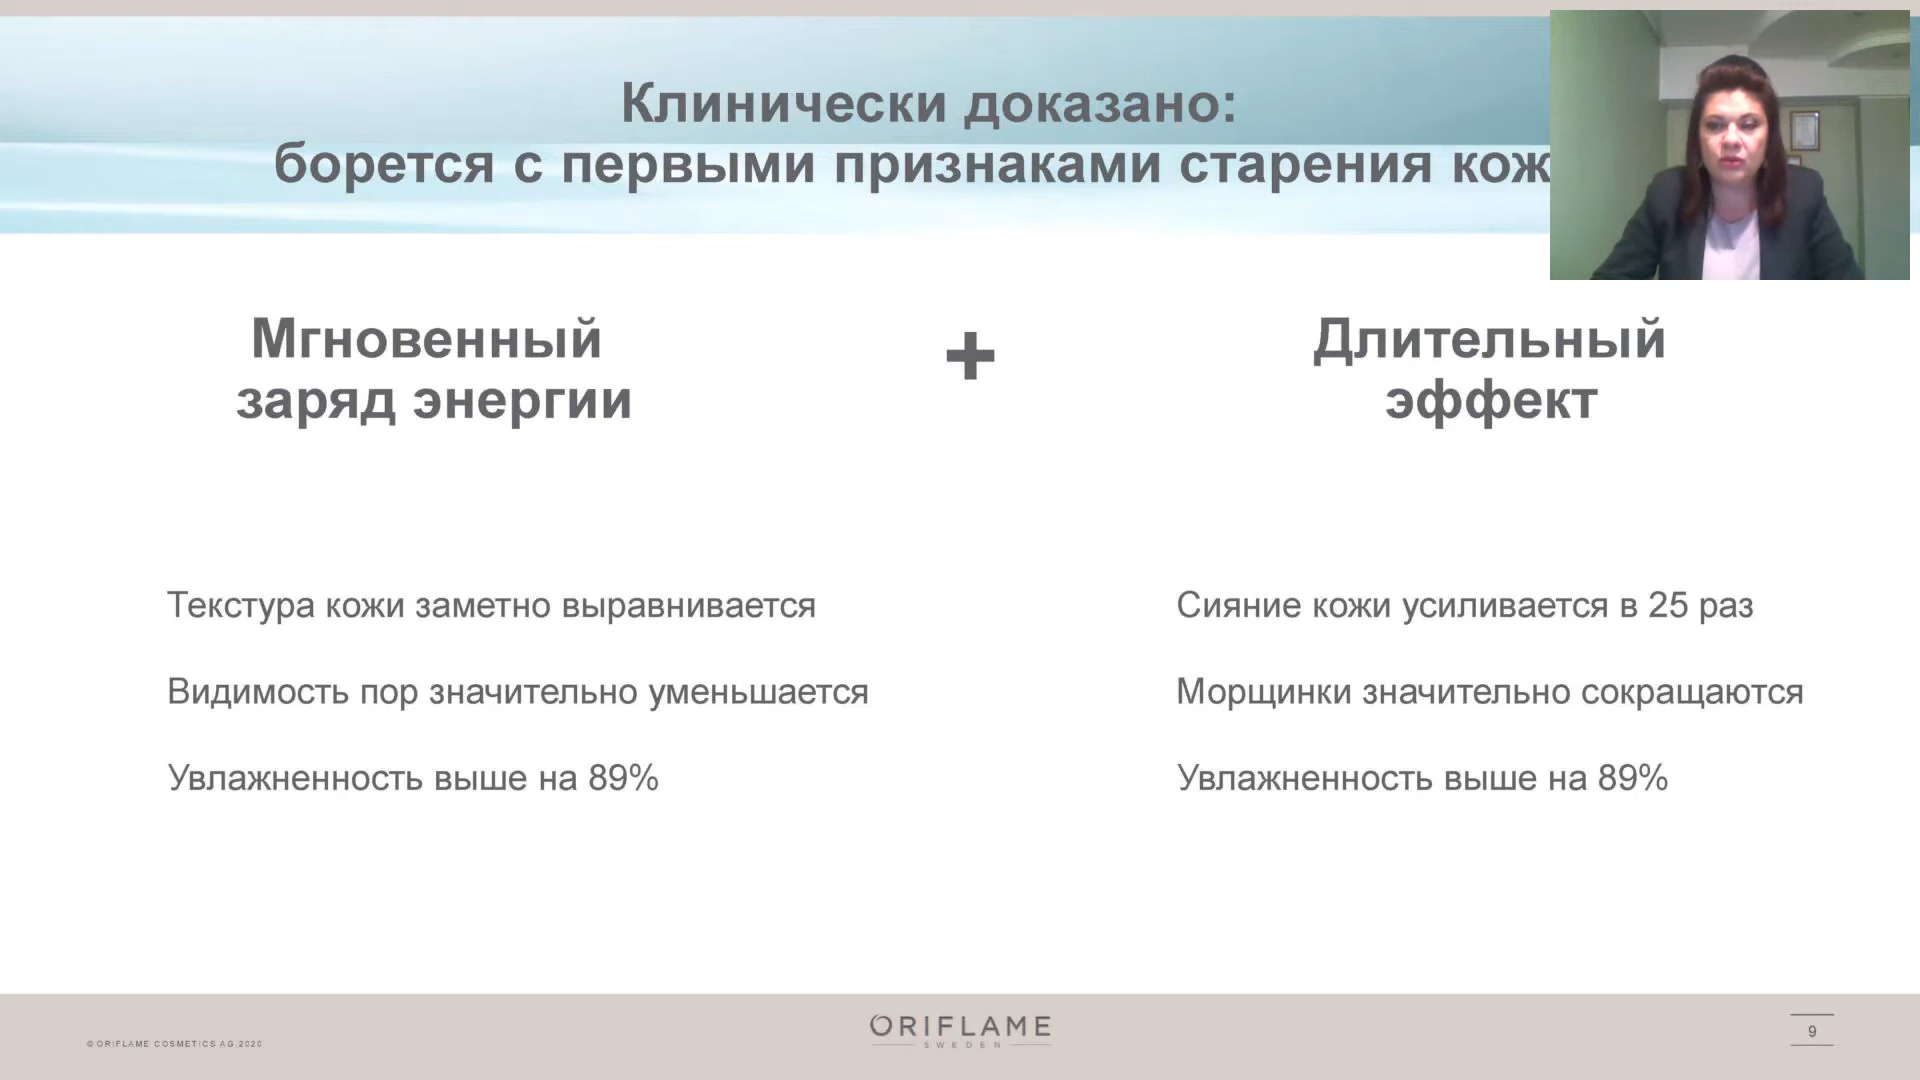 Клинически доказано:
борется с первыми признаками старения кож
Мгновенный
заряд энергии
+
Длительный
эффект
Текстура кожи заметно выравнивается
Видимость пор значительно уменьшается
Увлажненность выше на 89%
Сияние кожи усиливается в 25 раз
Морщинки значительно сокращаются
Увлажненность выше на 89%
© ORIFLAME COSMETICS AG,2020
ORIFLAME
SWEDEN
9